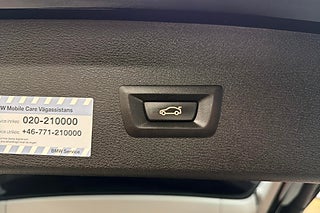 W Mobile Care Vägassistans
020-210000
+46-771-210000
BMW Service